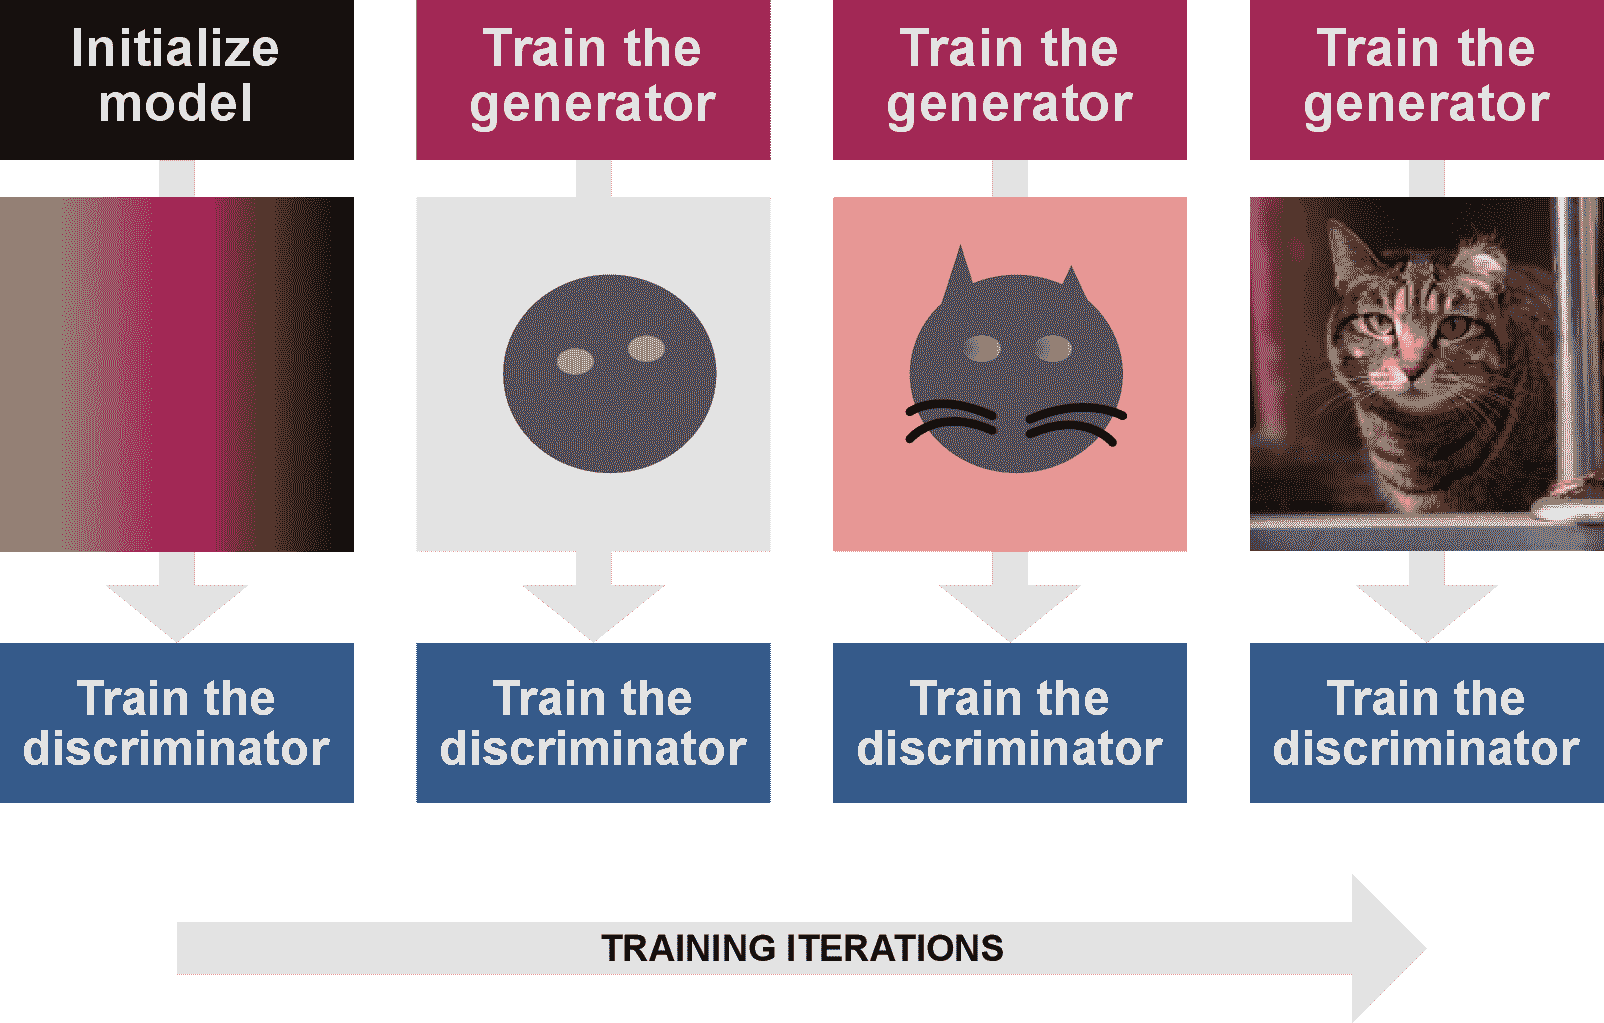 Initialize
model
Train the
generator
Train the
generator
Train the
generator
Train the
discriminator
Train the
discriminator
Train the
discriminator
Train the
discriminator
TRAINING ITERATIONS